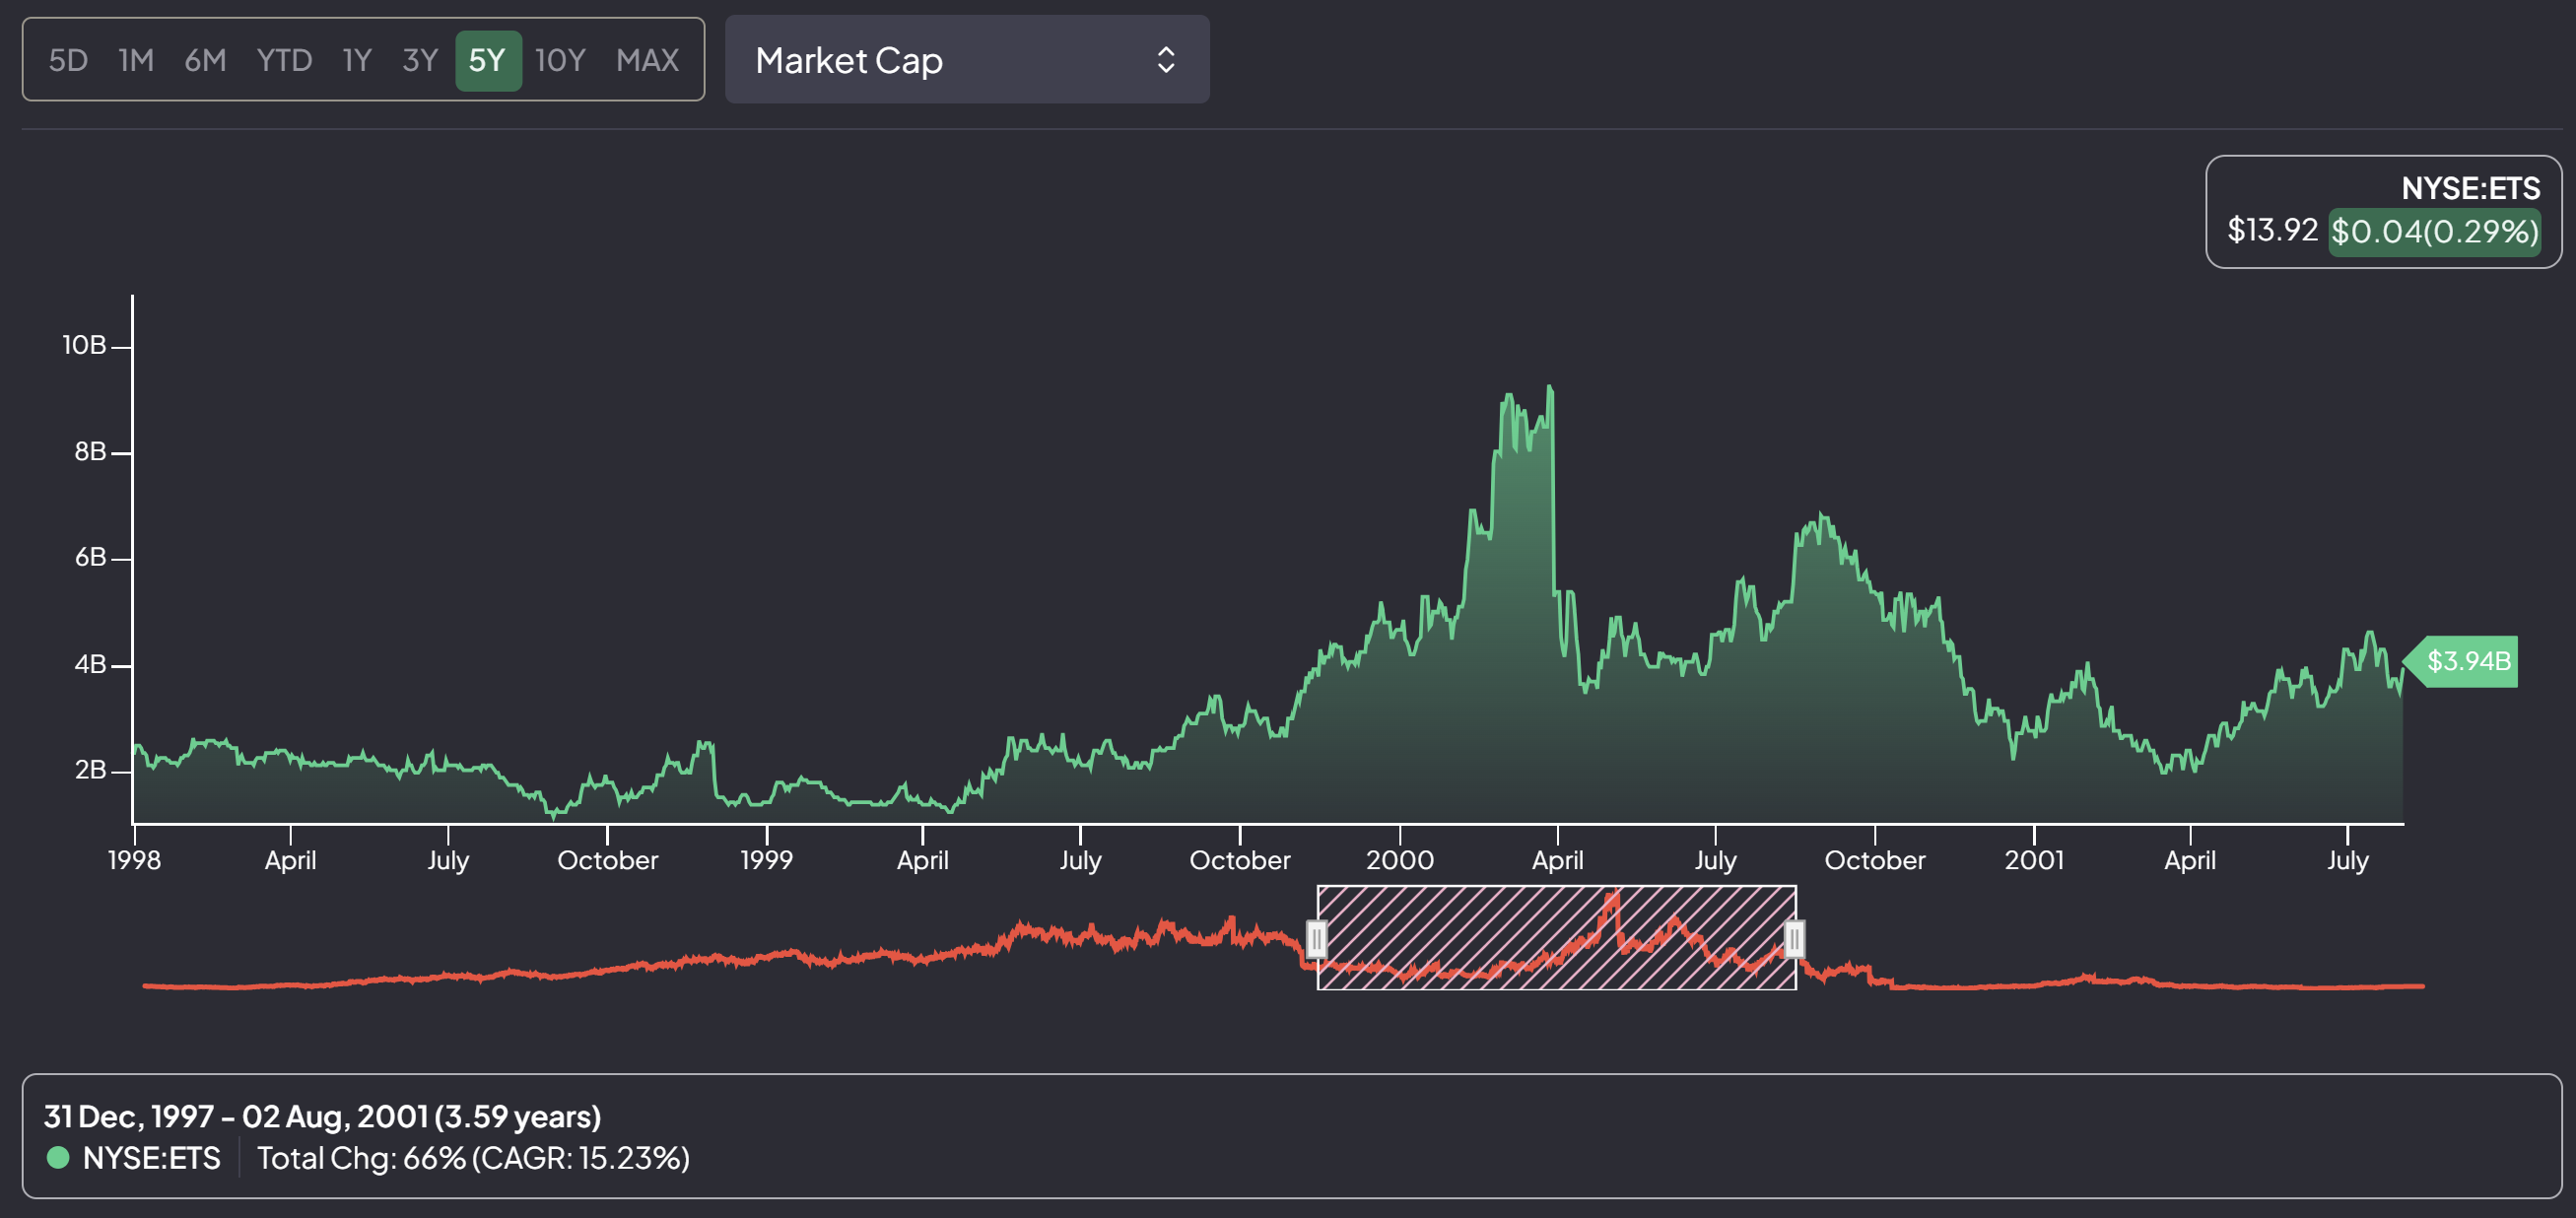 5D 1M 6M YTD 1Y 3Y 5Y 10Y MAX
Market Cap
NYSE:ETS
$13.92 $0.04(0.29%)
10B
8B
6B
4B
2B
$3.94B
1998 April July October 1999 April July October 2000 April July October 2001 April July
31 Dec, 1997 - 02 Aug, 2001 (3.59 years)
NYSE:ETS Total Chg: 66% (CAGR: 15.23%)